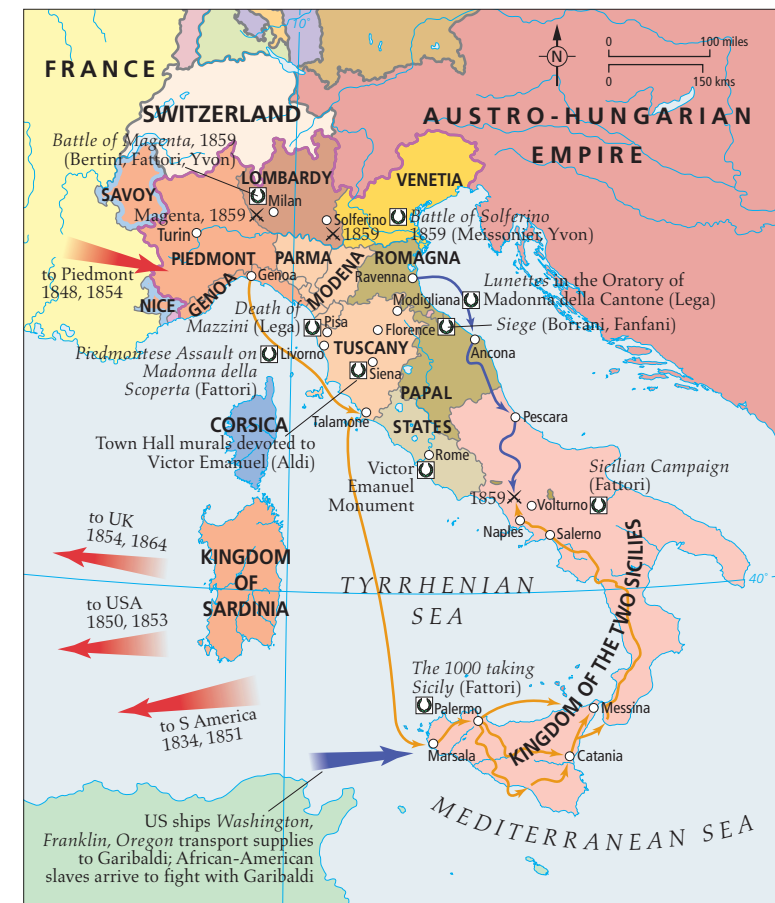 10°
0 100 miles
N
0 150 kms
FRANCE
SWITZERLAND
AUSTRO-HUNGARIAN
EMPIRE
Battle of Magenta, 1859
(Bertini, Fattori, Yvon)
LOMBARDY
VENETIA
SAVOY
Milan
Magenta, 1859
Solferino
1859
Battle of Solferino
1859 (Meissonier, Yvon)
Turin
PIEDMONT
PARMA
ROMAGNA
to Piedmont
1848, 1854
Genoa
MODENA
Ravenna
Lunettes in the Oratory of
Madonna della Cantone (Lega)
NICE
GENOA
Modigliana
Death of
Mazzini (Lega)
Pisa
Florence
Siege (Borrani, Fanfani)
Piedmontese Assault on
Madonna della
Scoperta (Fattori)
Livorno
TUSCANY
Ancona
Siena
PAPAL
STATES
CORSICA
Talamone
Pescara
Town Hall murals devoted to
Victor Emanuel (Aldi)
Rome
Victor
Emanuel
Monument
Sicilian Campaign
(Fattori)
1859
Volturno
Naples
Salerno
to UK
1854, 1864
KINGDOM
OF
SARDINIA
TYRRHENIAN
SEA
40°
to USA
1850, 1853
KINGDOM OF THE TWO SICILIES
The 1000 taking
Sicily (Fattori)
to S America
1834, 1851
Palermo
Messina
Marsala
Catania
MEDITERRANEAN SEA
US ships Washington,
Franklin, Oregon transport supplies
to Garibaldi; African-American
slaves arrive to fight with Garibaldi